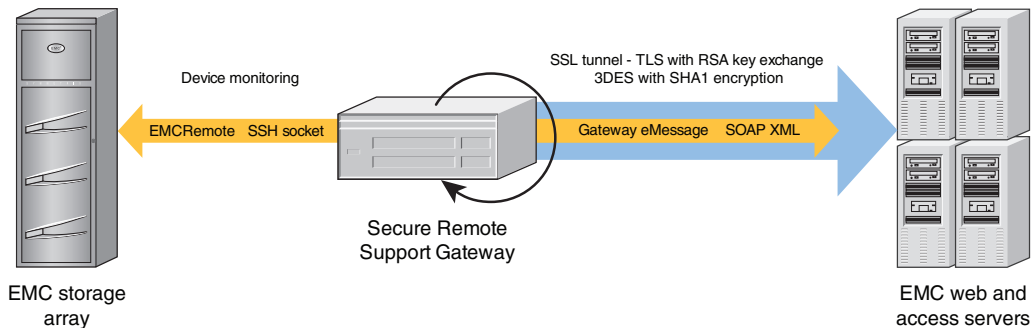 SSL tunnel - TLS with RSA key exchange
3DES with SHA1 encryption
Device monitoring
EMCRemote SSH socket
Gateway eMessage SOAP XML
Secure Remote
Support Gateway
EMC storage
array
EMC web and
access servers